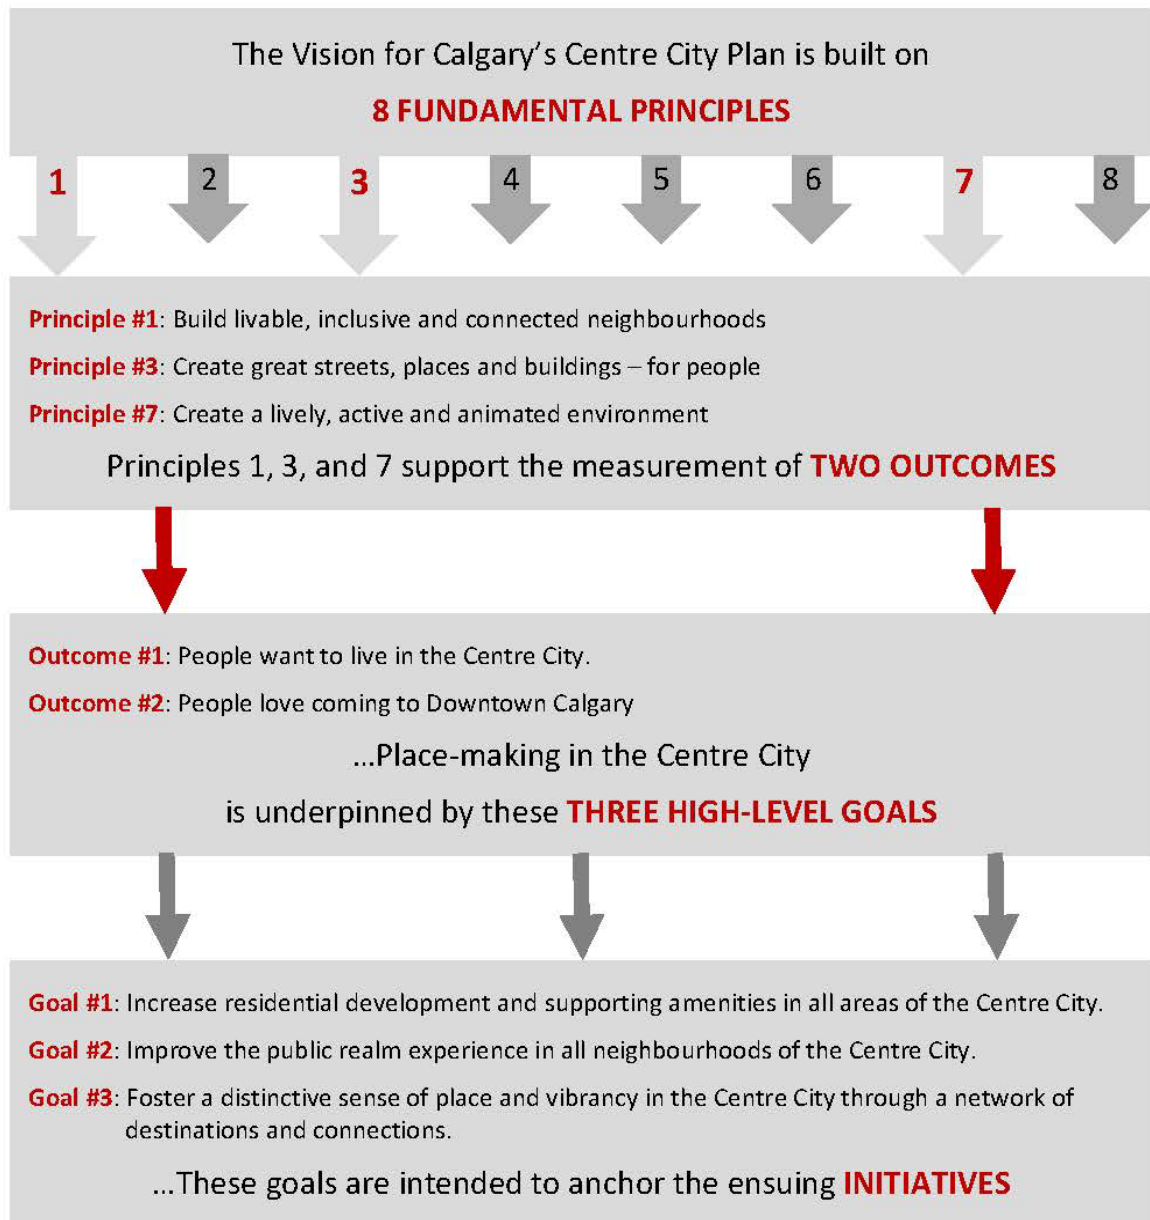 The Vision for Calgary’s Centre City Plan is built on
8 FUNDAMENTAL PRINCIPLES
1 2 3 4 5 6 7 8
Principle #1: Build livable, inclusive and connected neighbourhoods
Principle #3: Create great streets, places and buildings – for people
Principle #7: Create a lively, active and animated environment
Principles 1, 3, and 7 support the measurement of TWO OUTCOMES
Outcome #1: People want to live in the Centre City.
Outcome #2: People love coming to Downtown Calgary
...Place-making in the Centre City
is underpinned by these THREE HIGH-LEVEL GOALS
Goal #1: Increase residential development and supporting amenities in all areas of the Centre City.
Goal #2: Improve the public realm experience in all neighbourhoods of the Centre City.
Goal #3: Foster a distinctive sense of place and vibrancy in the Centre City through a network of
destinations and connections.
...These goals are intended to anchor the ensuing INITIATIVES